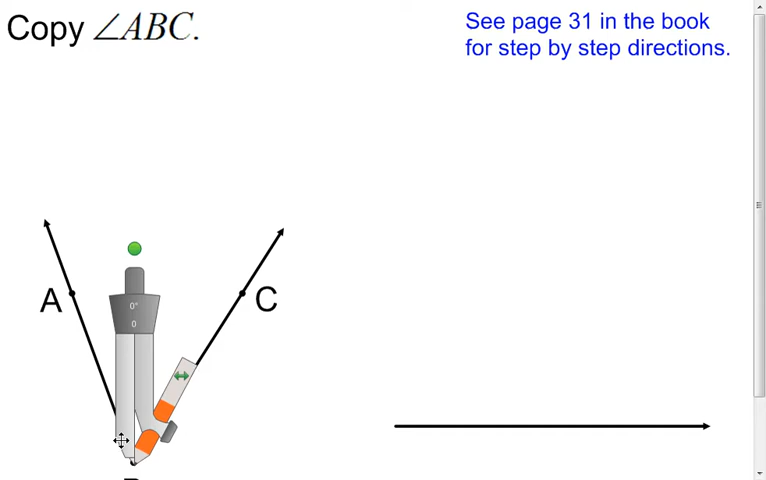 Copy ∠ABC.
See page 31 in the book
for step by step directions.
0°
0
A
C